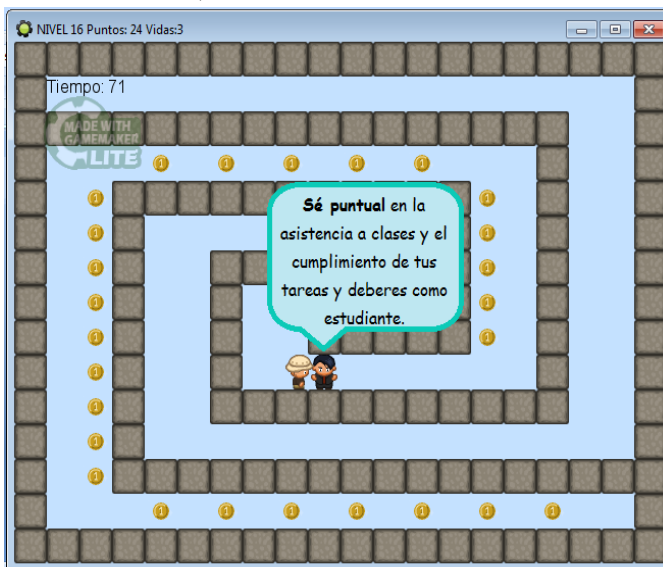 NIVEL 16 Puntos: 24 Vidas:3
Tiempo: 71
MADE WITH
GAMEMAKER
LITE
Sé puntual en la
asistencia a clases y el
cumplimiento de tus
tareas y deberes como
estudiante.